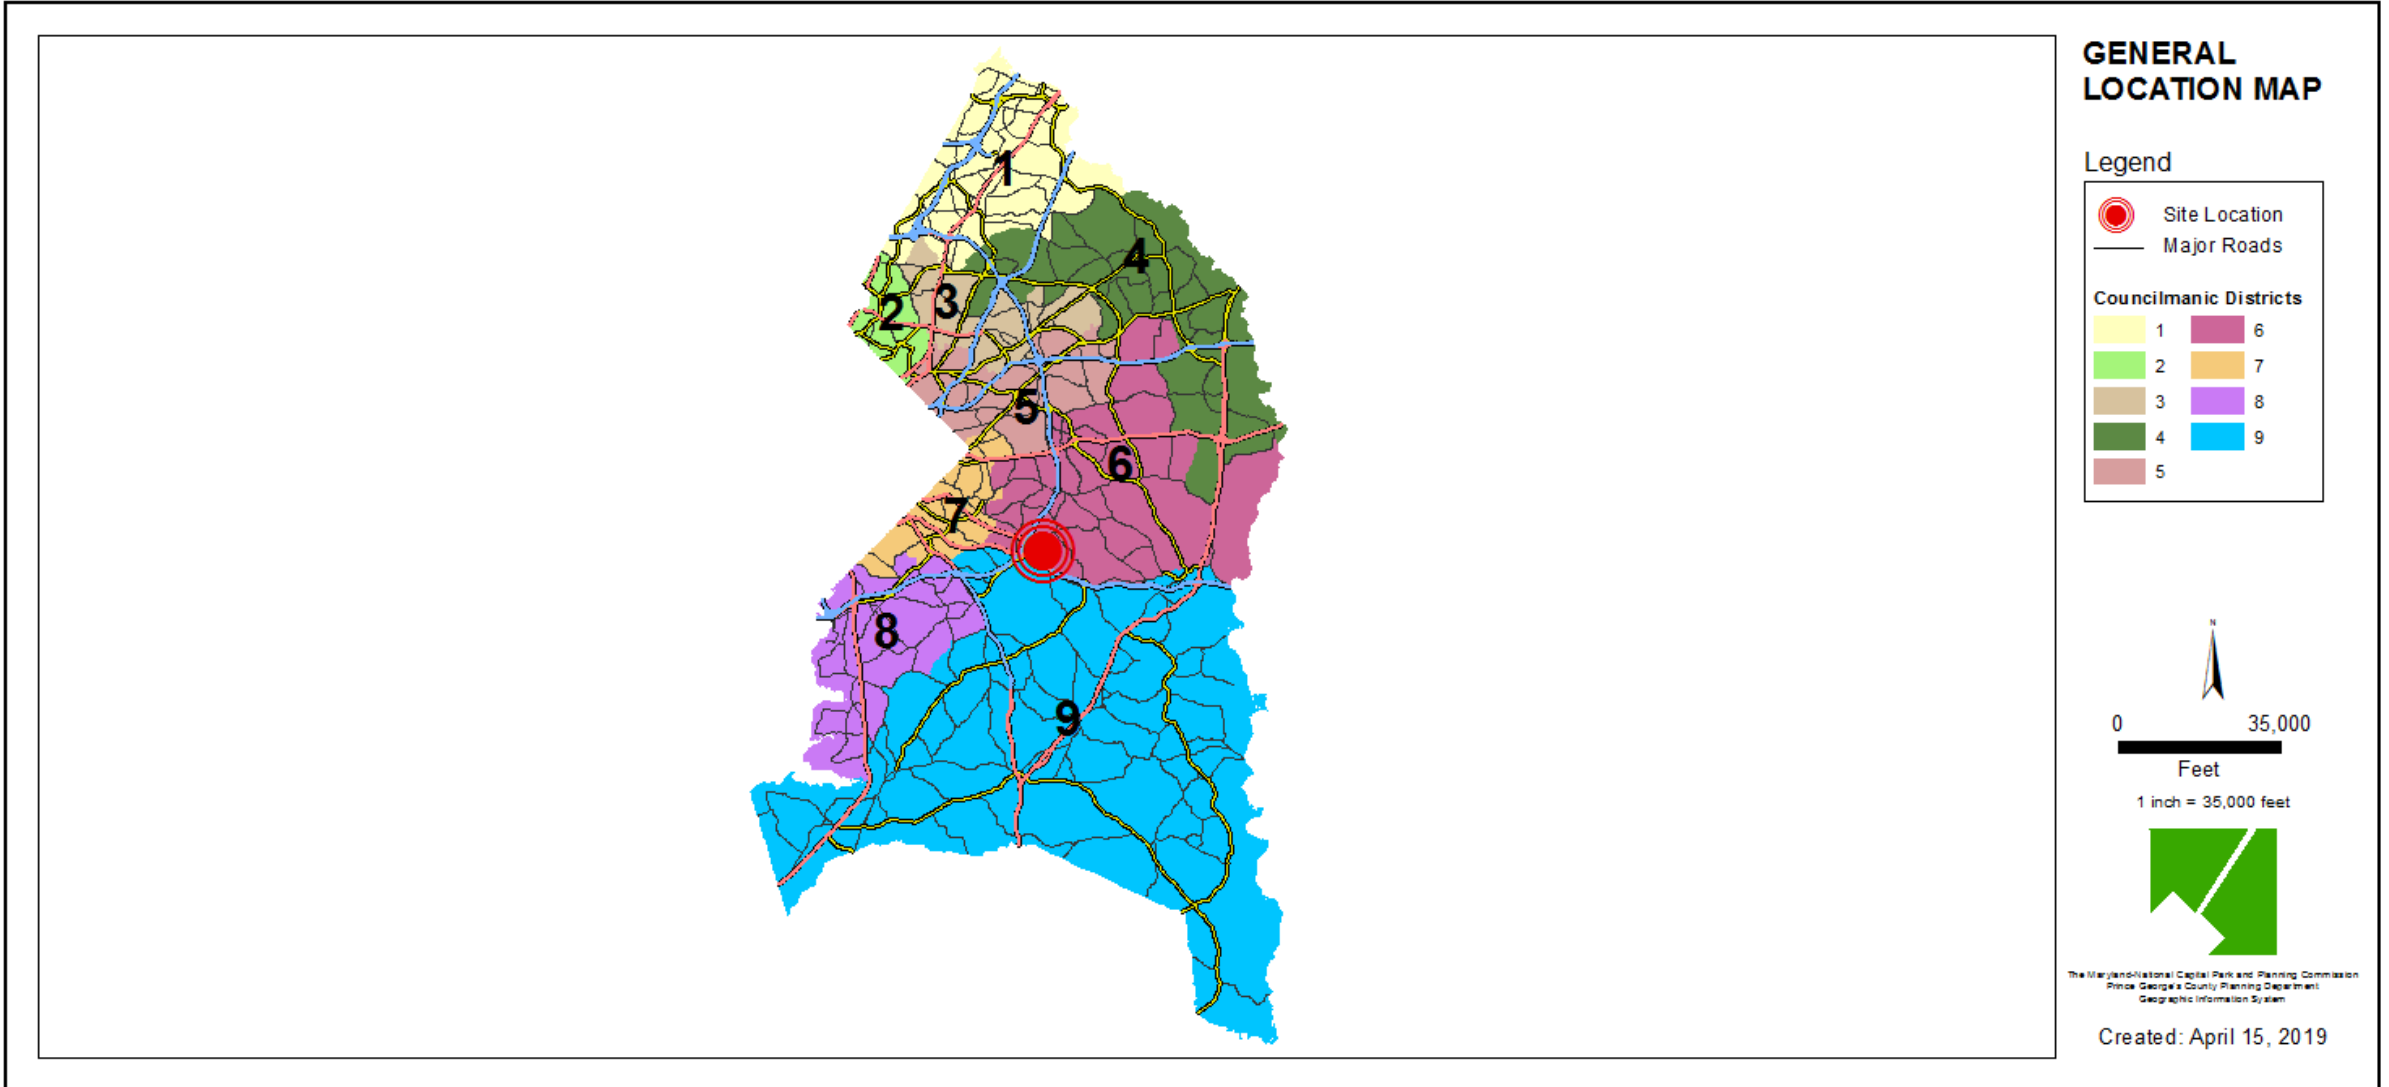 GENERAL
LOCATION MAP
Legend
Site Location
Major Roads
Councilmanic Districts
1 6
2 7
3 8
4 9
5
1
4
2
3
5
6
7
8
9
N
0 35,000
Feet
1 inch = 35,000 feet
The Maryland-National Capital Park and Planning Commission
Prince George's County Planning Department
Geographic Information System
Created: April 15, 2019